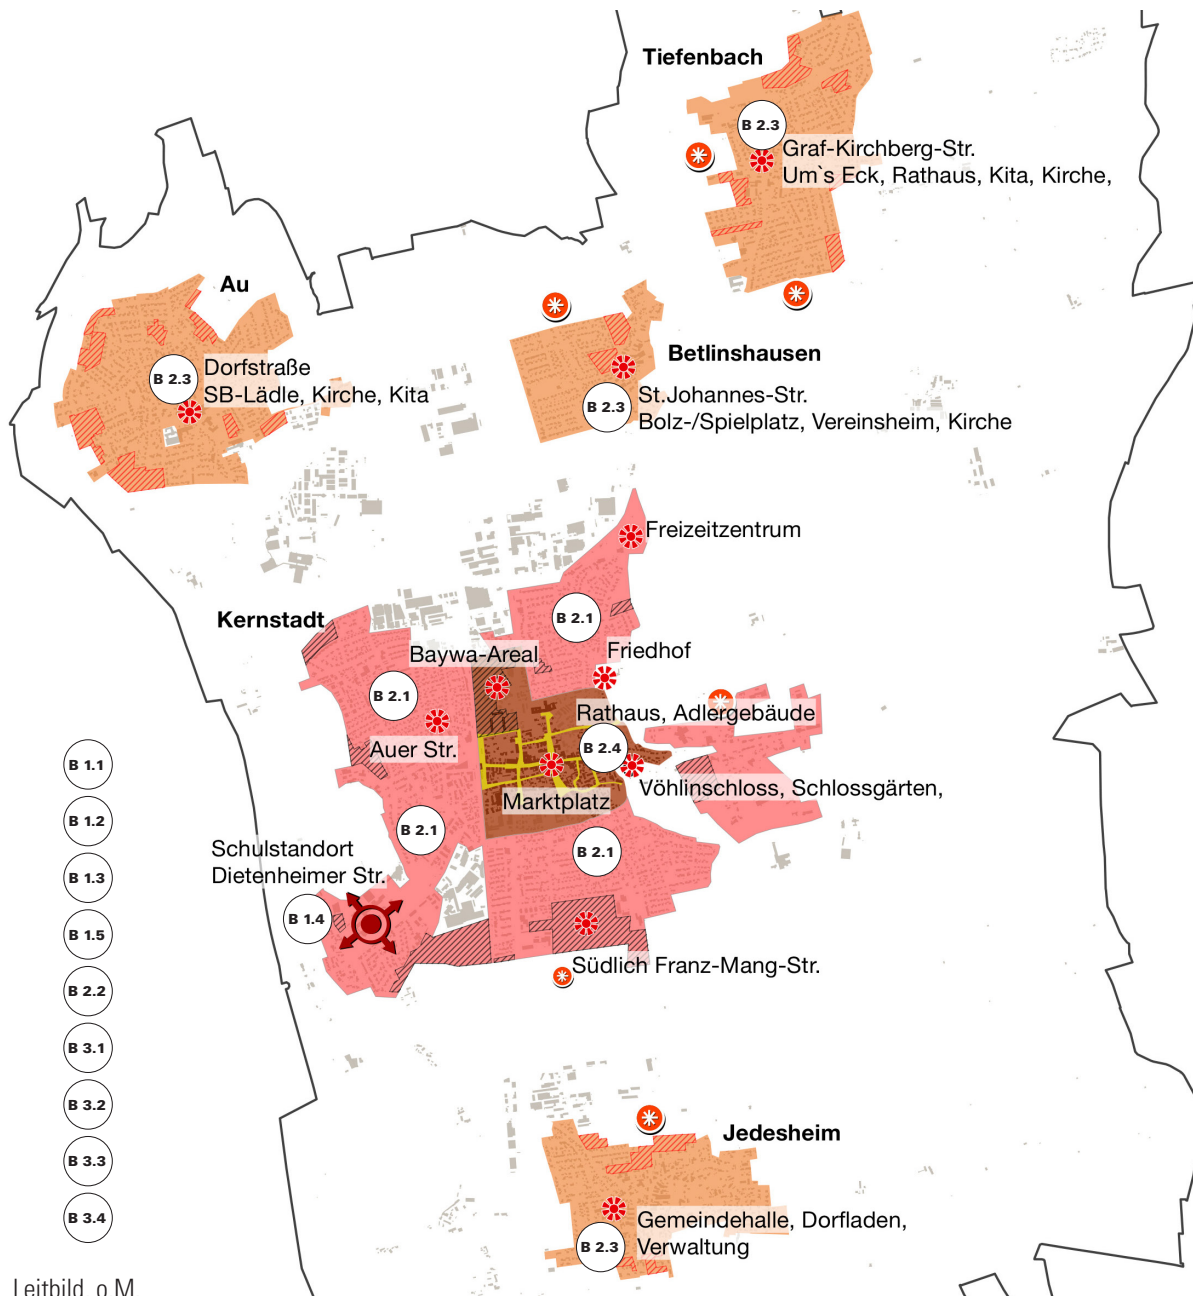 Tiefenbach
B 2.3
Graf-Kirchberg-Str.
Um`s Eck, Rathaus, Kita, Kirche,
Au
B 2.3
Dorfstraße
SB-Lädle, Kirche, Kita
Betlinshausen
B 2.3
St.Johannes-Str.
Bolz-/Spielplatz, Vereinsheim, Kirche
Freizeitzentrum
Kernstadt
B 2.1
Baywa-Areal
Friedhof
B 2.1
Rathaus, Adlergebäude
Auer Str.
B 2.4
Völinschloss, Schlossgärten,
Marktplatz
B 2.1
B 2.1
Schulstandort
Dietenheimer Str.
B 1.4
Südlich Franz-Mang-Str.
B 1.1
B 1.2
B 1.3
B 1.5
B 2.2
B 3.1
B 3.2
B 3.3
B 3.4
Jedesheim
Gemeindehalle, Dorfladen,
Verwaltung
B 2.3
Leitbild, o.M.